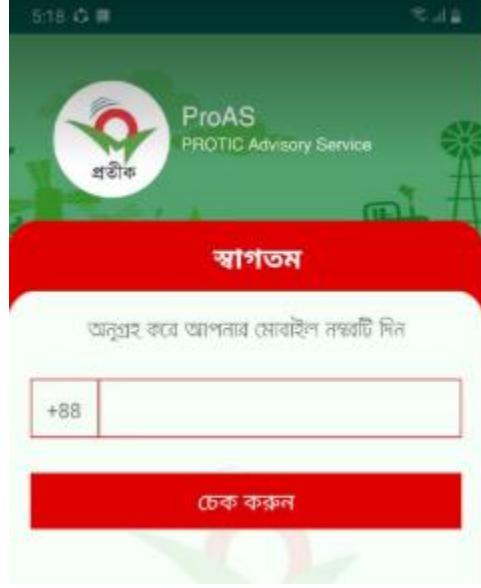 5:18
ProAS
PROTIC Advisory Service
প্রতীক
স্বাগতম
অনুগ্রহ করে আপনার মোবাইল নম্বরটি দিন
+88
চেক করুন